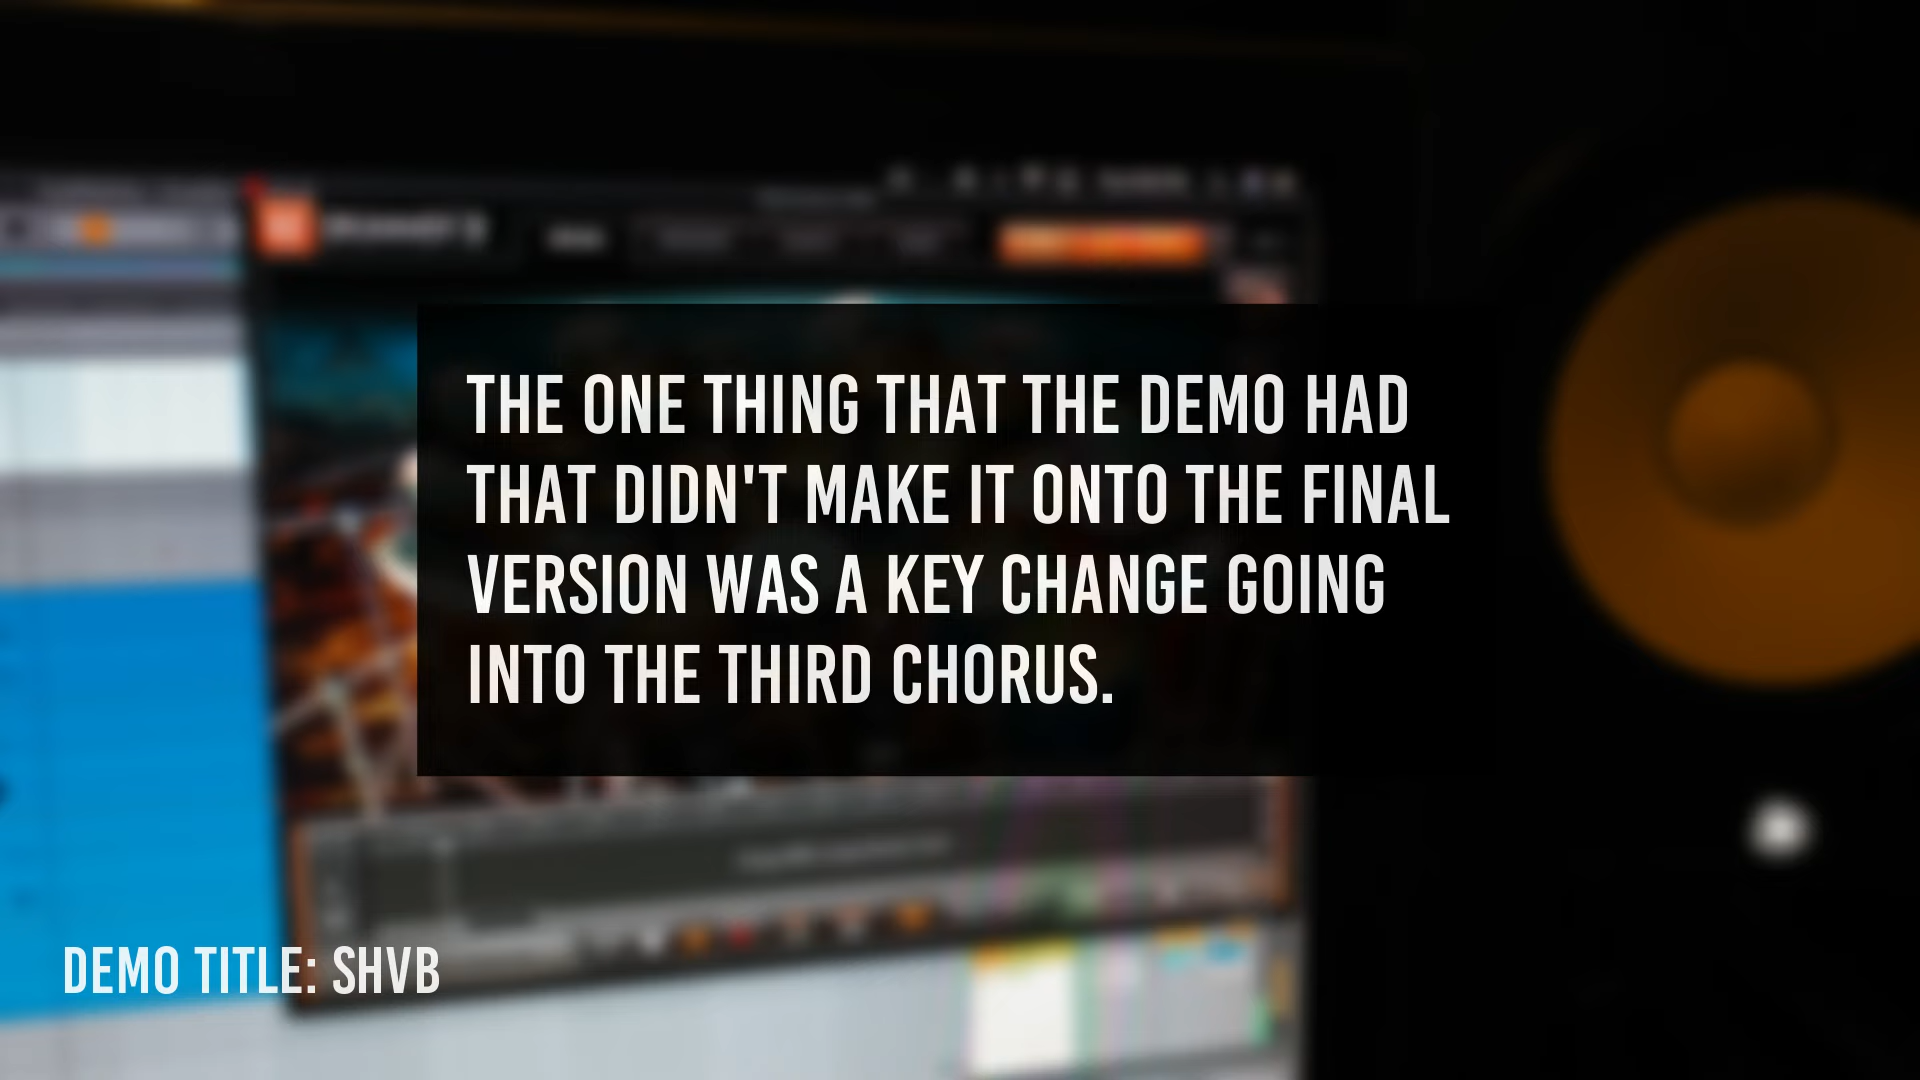 THE ONE THING THAT THE DEMO HAD
THAT DIDN'T MAKE IT ONTO THE FINAL
VERSION WAS A KEY CHANGE GOING
INTO THE THIRD CHORUS.
DEMO TITLE: SHVB